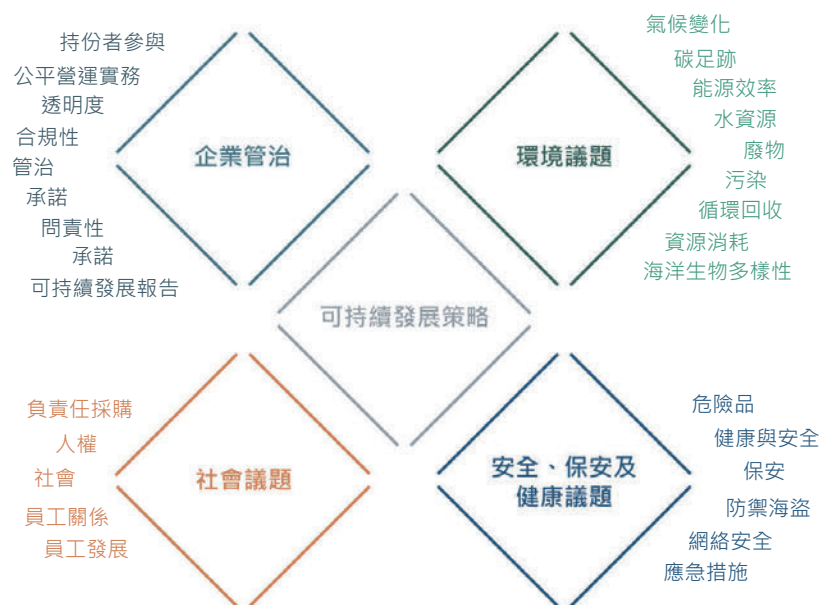 持份者參與
公平營運實務
透明度
合規性
管治
承諾
問責性
承諾
可持續發展報告
企業管治
環境議題
氣候變化
碳足跡
能源效率
水資源
廢物
污染
循環回收
資源消耗
海洋生物多樣性
可持續發展策略
負責任採購
人權
社會
員工關係
員工發展
社會議題
安全、保安及
健康議題
危險品
健康與安全
保安
防禦海盜
網絡安全
應急措施